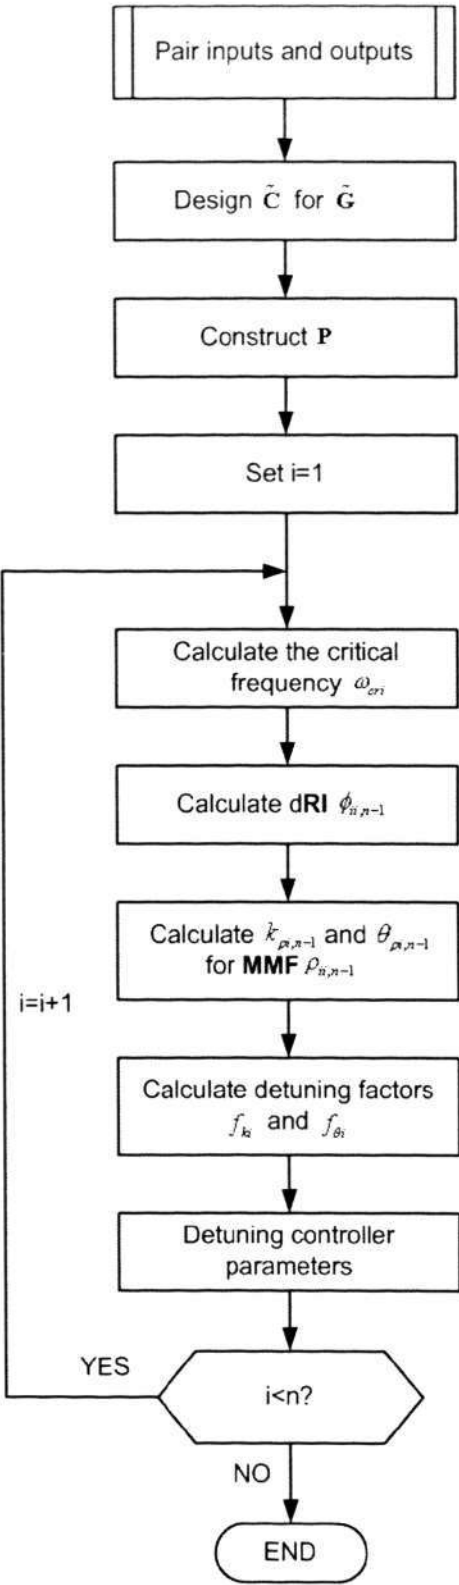 Pair inputs and outputs
Design C̃ for G̃
Construct P
Set i=1
Calculate the critical
frequency ω_cri
Calculate dRI ϕ_ii,n−1
Calculate k_ρi,n−1 and θ_ρi,n−1
for MMF ρ_ii,n−1
i=i+1
Calculate detuning factors
f_ki and f_θi
Detuning controller
parameters
YES
i<n?
NO
END